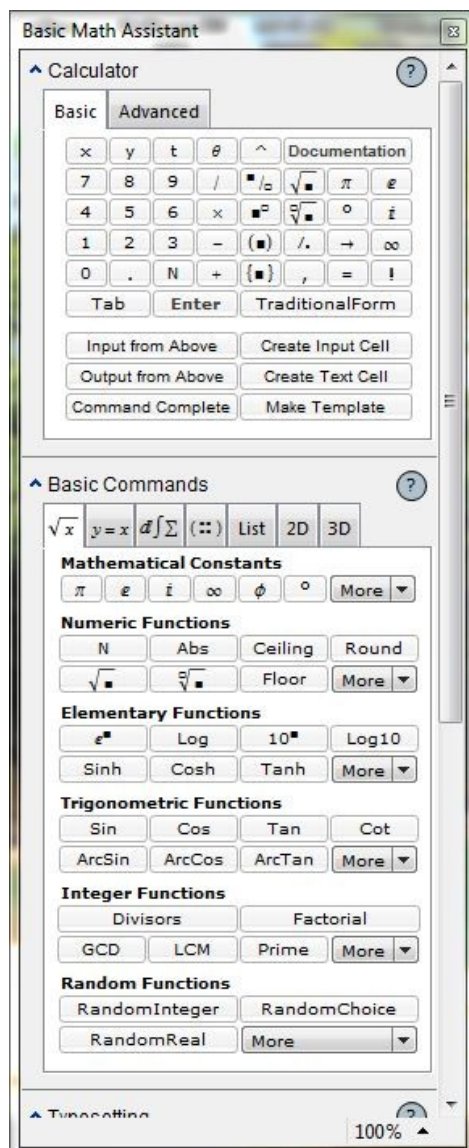 Basic Math Assistant
Calculator ?
Basic Advanced
x y t θ ^ Documentation
7 8 9 / ■/□ √■ π ⅇ
4 5 6 × ■□ □√■ ° ⅈ
1 2 3 − (■) /. → ∞
0 . N + {■} , = !
Tab Enter TraditionalForm
Input from Above Create Input Cell
Output from Above Create Text Cell
Command Complete Make Template
Basic Commands ?
√x y=x d∫Σ (::) List 2D 3D
Mathematical Constants
π ⅇ ⅈ ∞ ϕ ° More
Numeric Functions
N Abs Ceiling Round
√■ □√■ Floor More
Elementary Functions
ⅇ■ Log 10■ Log10
Sinh Cosh Tanh More
Trigonometric Functions
Sin Cos Tan Cot
ArcSin ArcCos ArcTan More
Integer Functions
Divisors Factorial
GCD LCM Prime More
Random Functions
RandomInteger RandomChoice
RandomReal More
Typesetting ?
100%